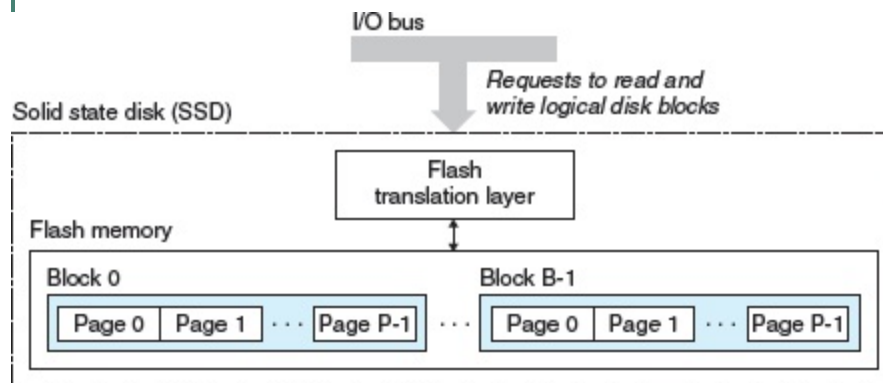 I/O bus
Requests to read and
write logical disk blocks
Solid state disk (SSD)
Flash
translation layer
Flash memory
Block 0
Block B-1
Page 0 Page 1 · · · Page P-1 · · · Page 0 Page 1 · · · Page P-1